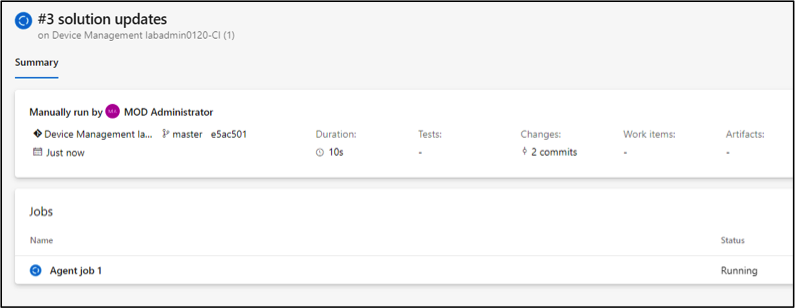 #3 solution updates
on Device Management labadmin0120-CI (1)
Summary
Manually run by MOD Administrator
Device Management la... master e5ac501 Duration: Tests: Changes: Work items: Artifacts:
Just now 10s - 2 commits - -
Jobs
Name Status
Agent job 1 Running